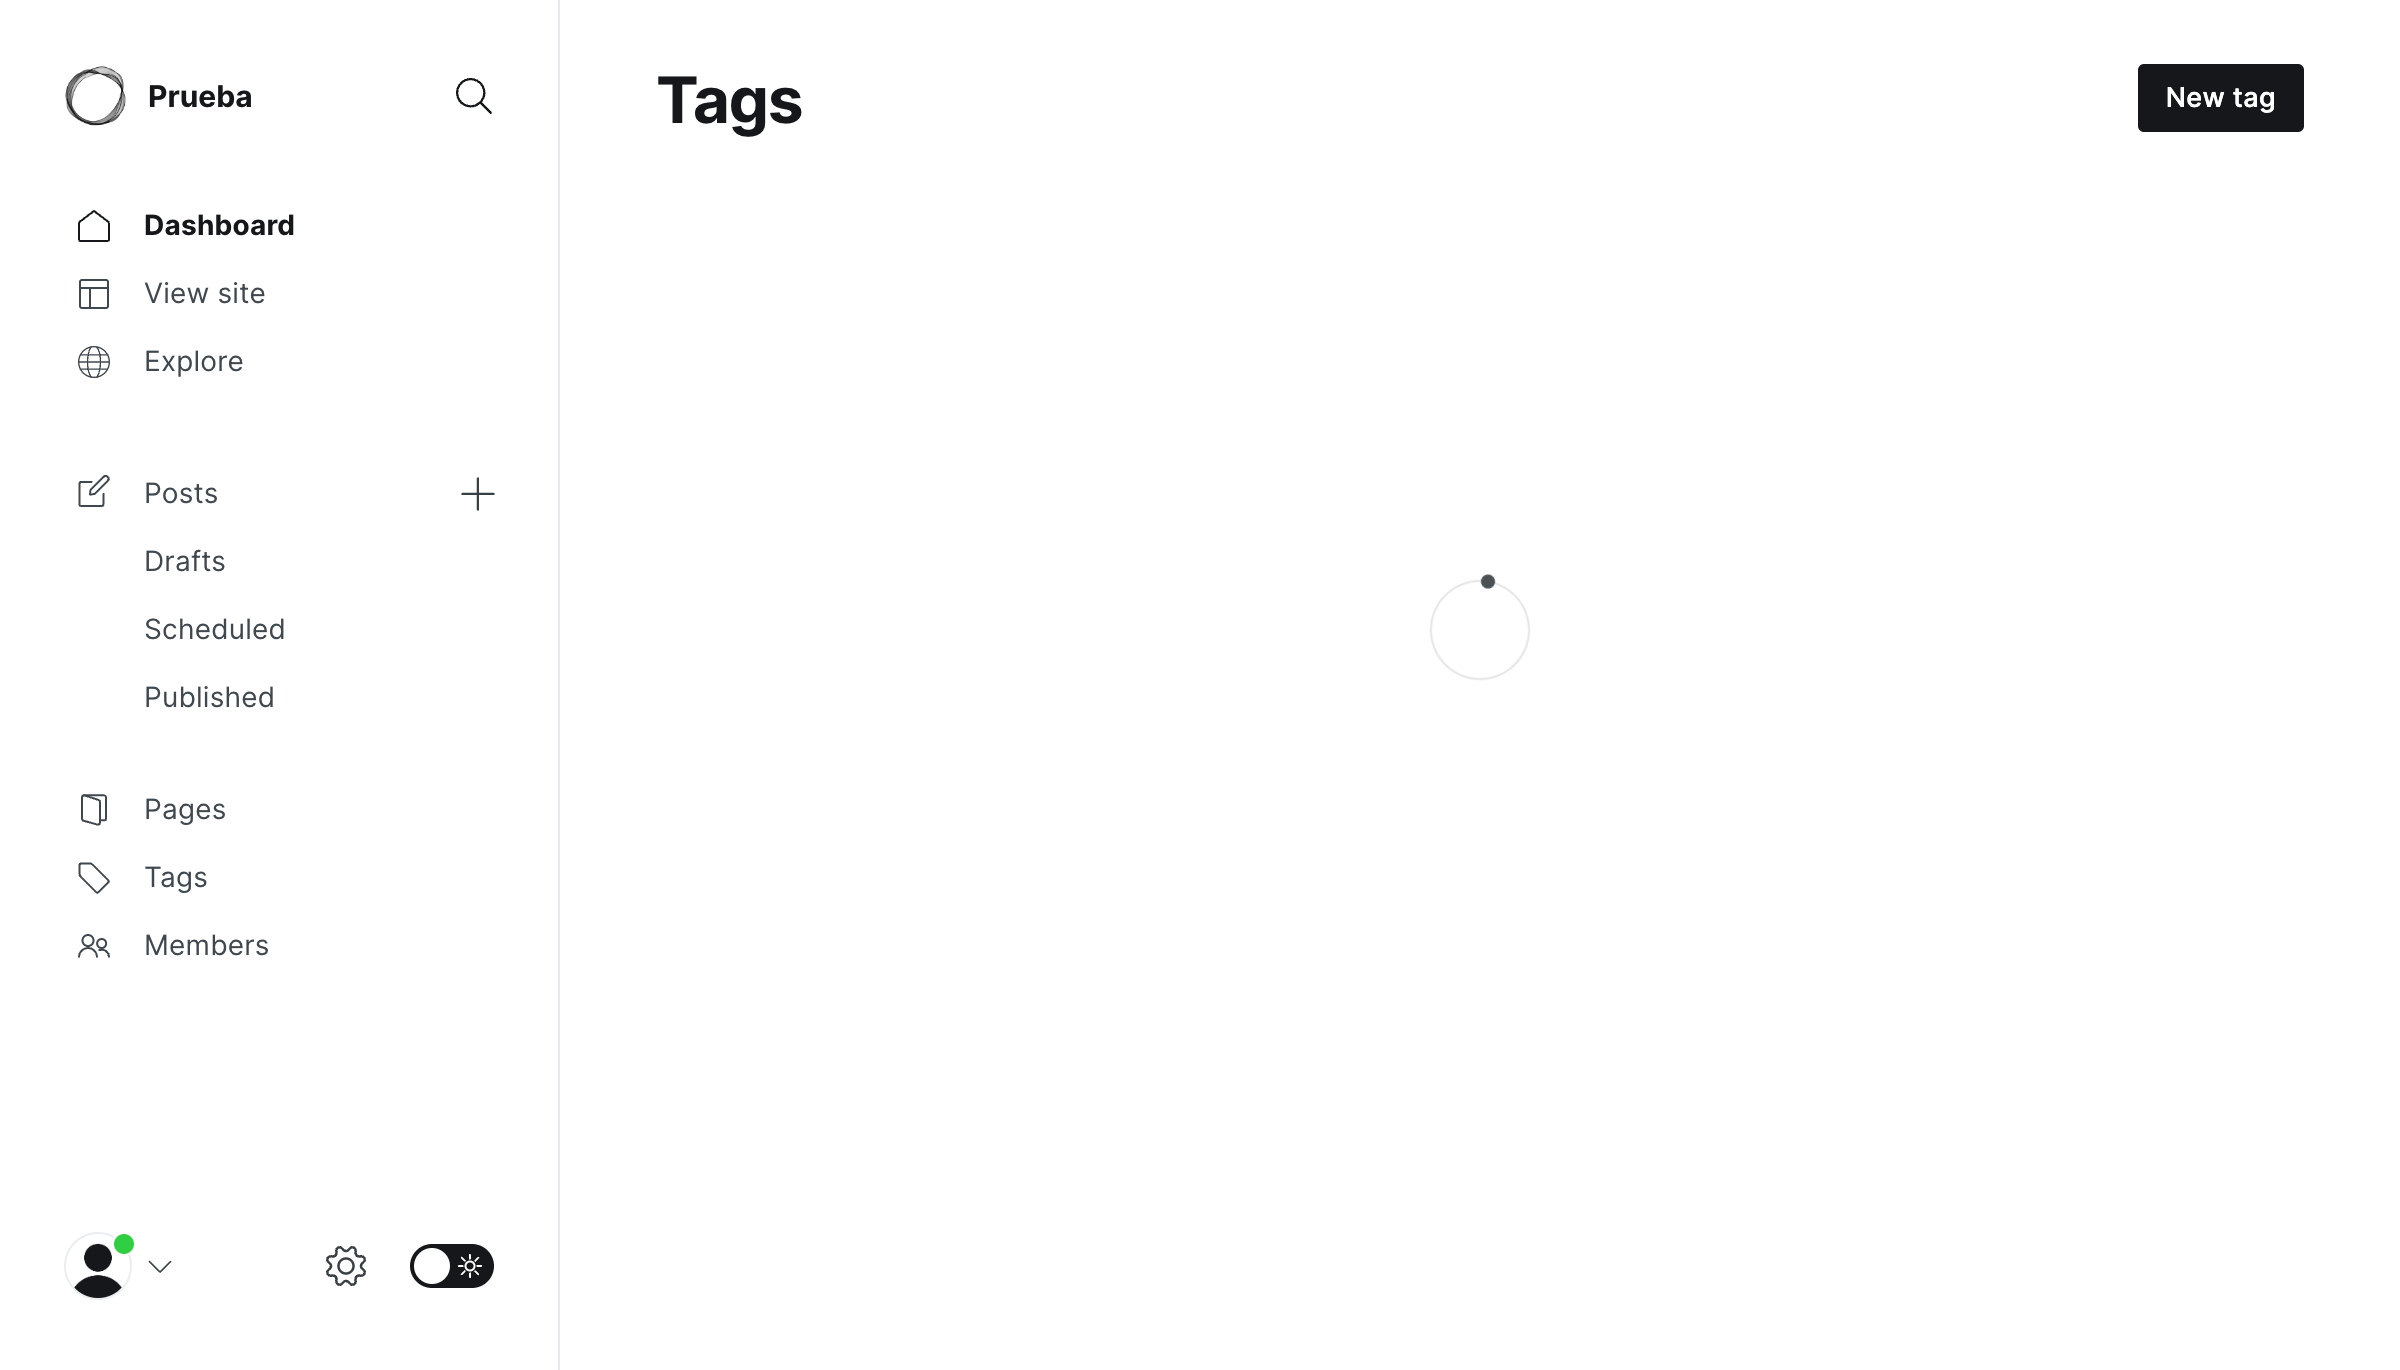 Prueba
Dashboard
View site
Explore
Posts
Drafts
Scheduled
Published
Pages
Tags
Members
Tags
New tag